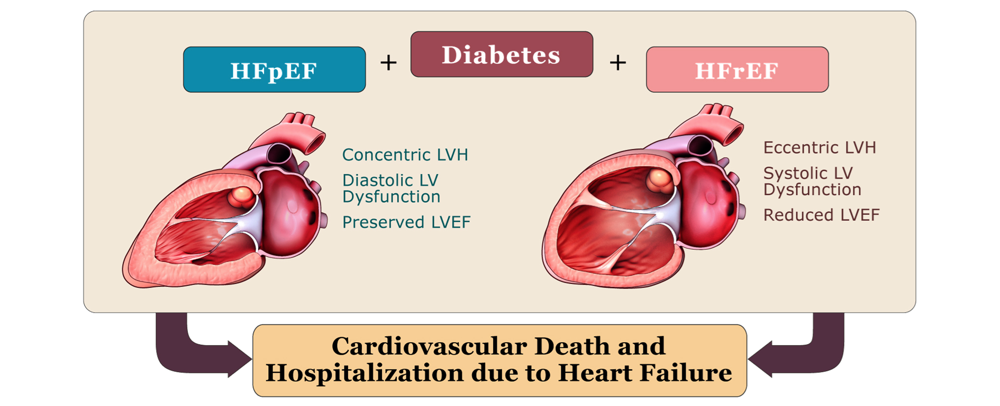 HFpEF + Diabetes + HFrEF
Concentric LVH
Diastolic LV
Dysfunction
Preserved LVEF
Eccentric LVH
Systolic LV
Dysfunction
Reduced LVEF
Cardiovascular Death and
Hospitalization due to Heart Failure